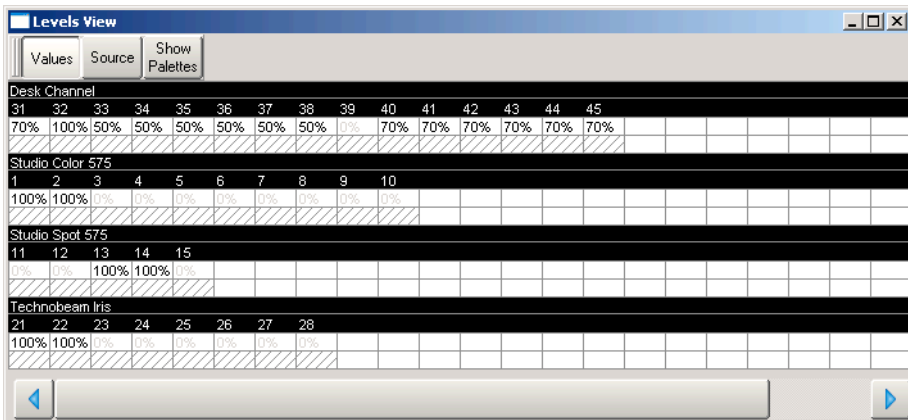 Levels View
Values Source Show Palettes
Desk Channel
31 32 33 34 35 36 37 38 39 40 41 42 43 44 45
70% 100% 50% 50% 50% 50% 50% 50% 0% 70% 70% 70% 70% 70% 70%
Studio Color 575
1 2 3 4 5 6 7 8 9 10
100% 100% 0% 0% 0% 0% 0% 0% 0% 0%
Studio Spot 575
11 12 13 14 15
0% 0% 100% 100% 0%
Technobeam Iris
21 22 23 24 25 26 27 28
100% 100% 0% 0% 0% 0% 0% 0%